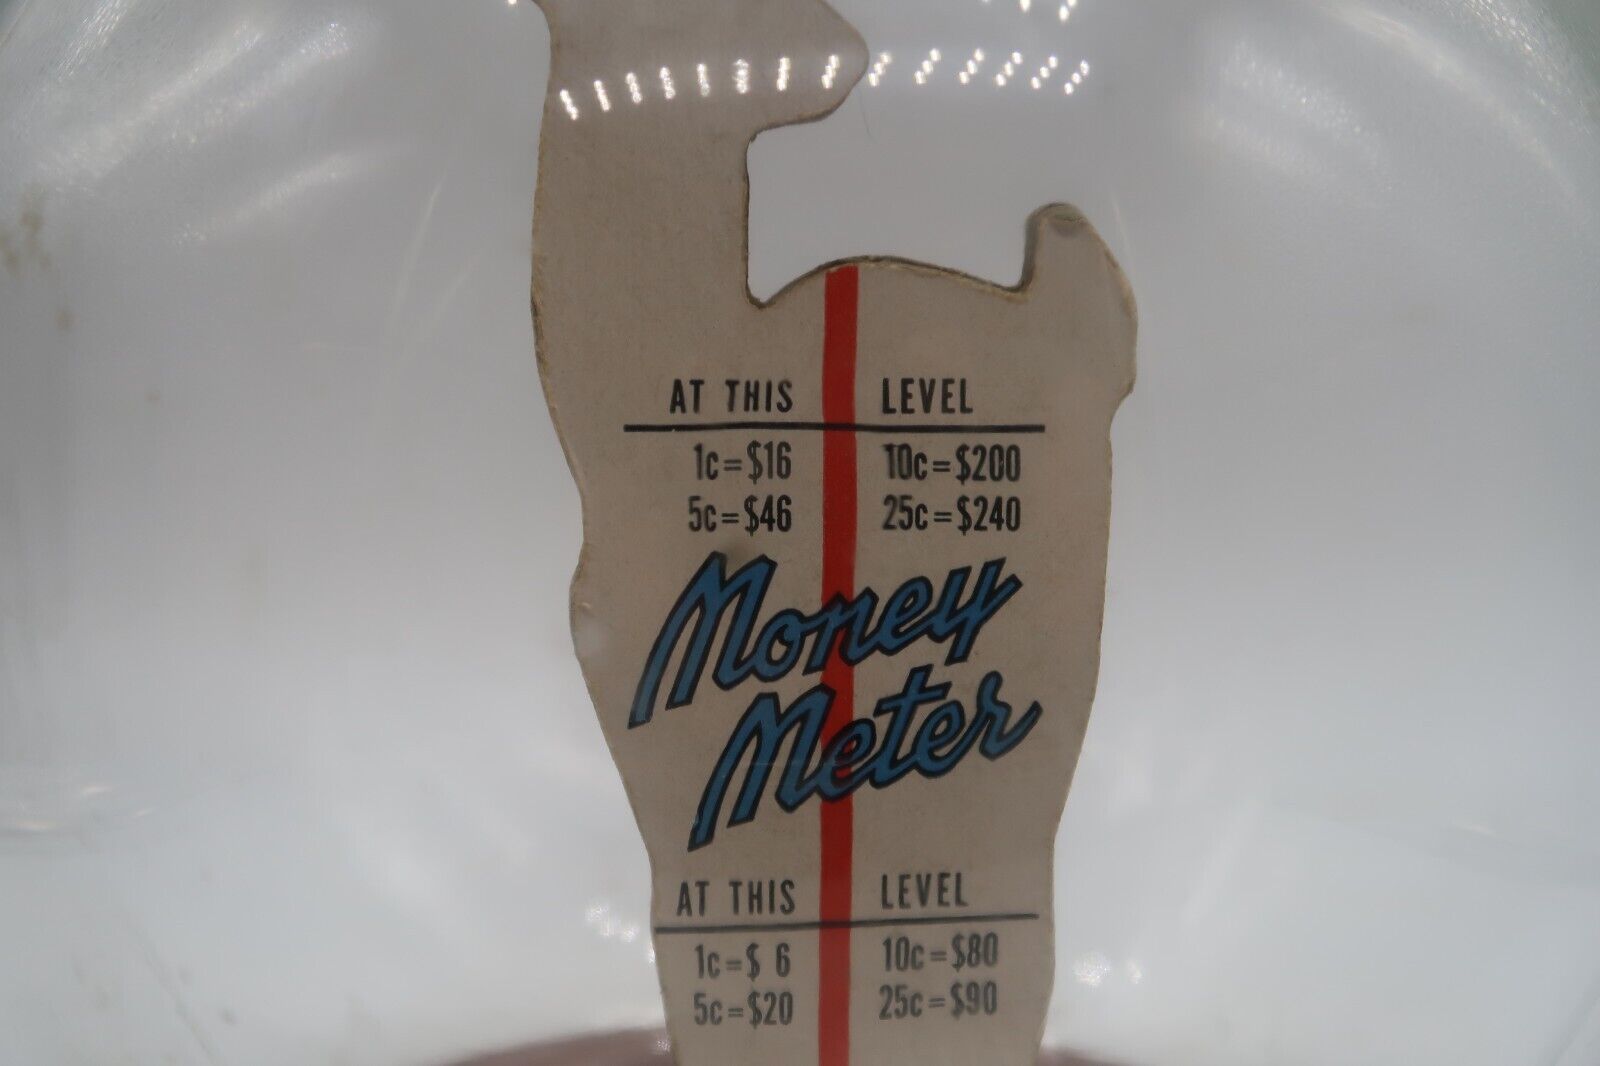 AT THIS LEVEL
1c=$16 10c=$200
5c=$46 25c=$240
Money
Meter
AT THIS LEVEL
1c=$ 6 10c=$80
5c=$20 25c=$90